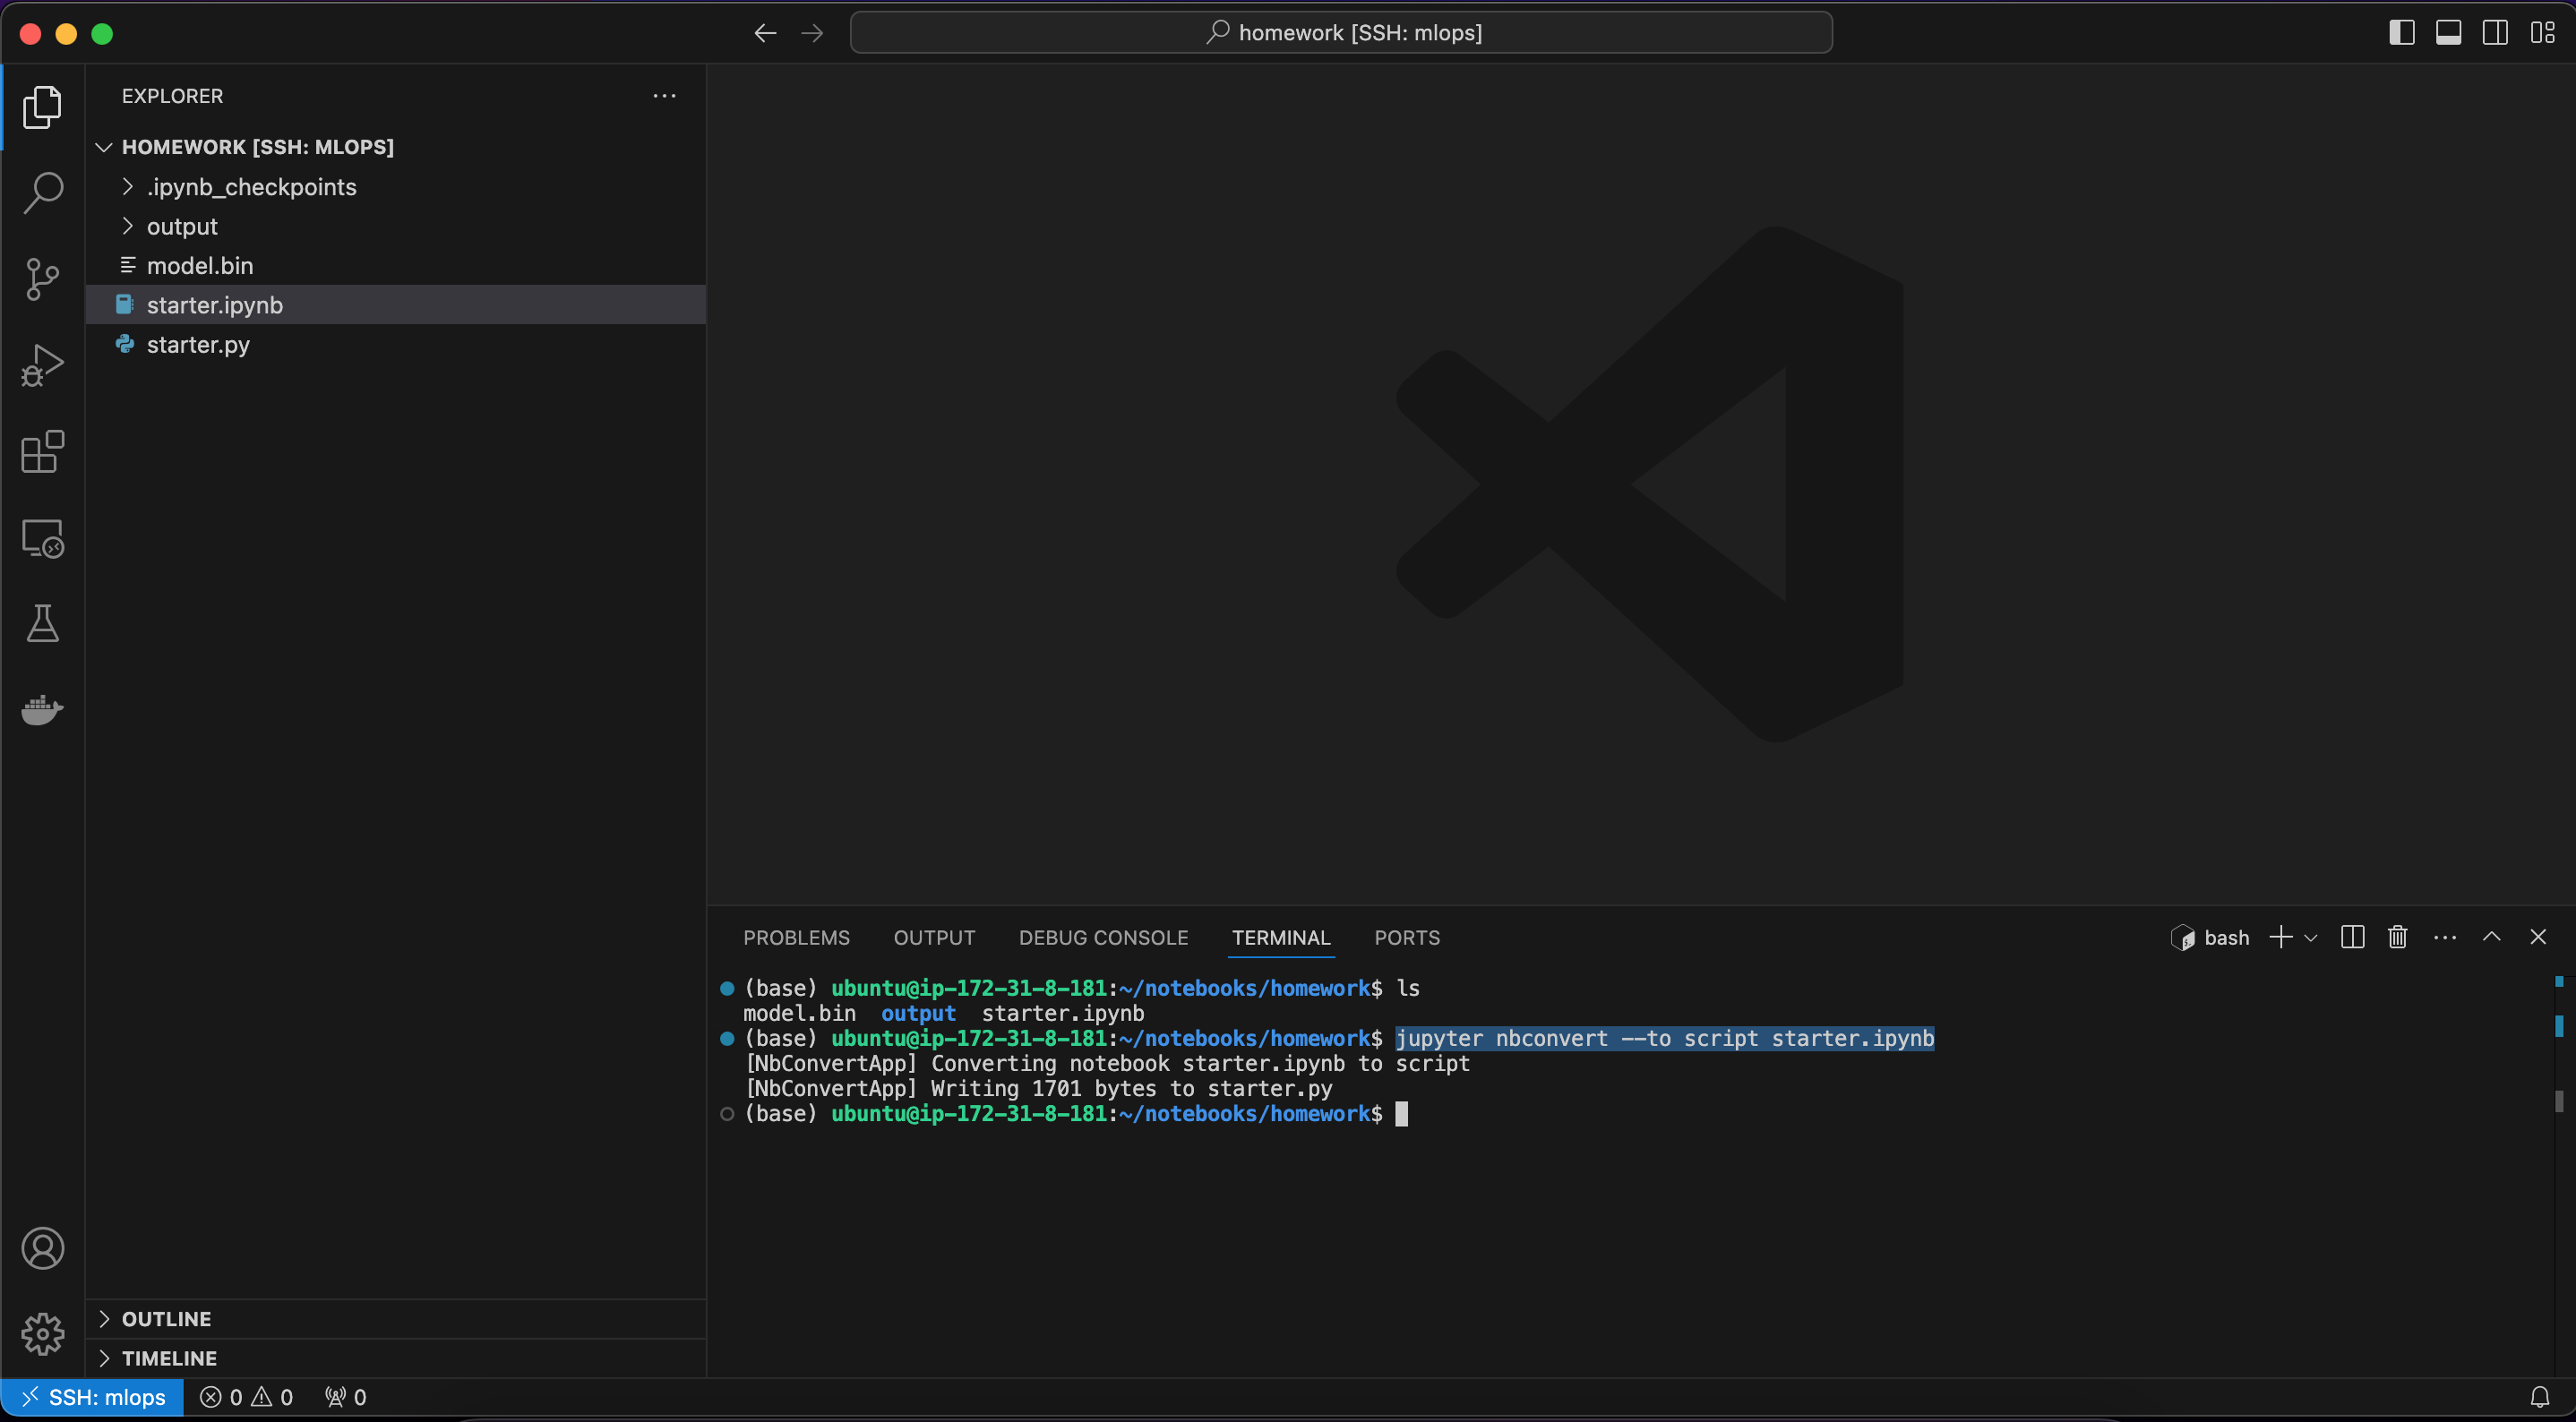 homework [SSH: mlops]
EXPLORER
HOMEWORK [SSH: MLOPS]
.ipynb_checkpoints
output
model.bin
starter.ipynb
starter.py
OUTLINE
TIMELINE
PROBLEMS OUTPUT DEBUG CONSOLE TERMINAL PORTS bash
(base) ubuntu@ip-172-31-8-181:~/notebooks/homework$ ls
model.bin output starter.ipynb
(base) ubuntu@ip-172-31-8-181:~/notebooks/homework$ jupyter nbconvert --to script starter.ipynb
[NbConvertApp] Converting notebook starter.ipynb to script
[NbConvertApp] Writing 1701 bytes to starter.py
(base) ubuntu@ip-172-31-8-181:~/notebooks/homework$
SSH: mlops 0 0 0